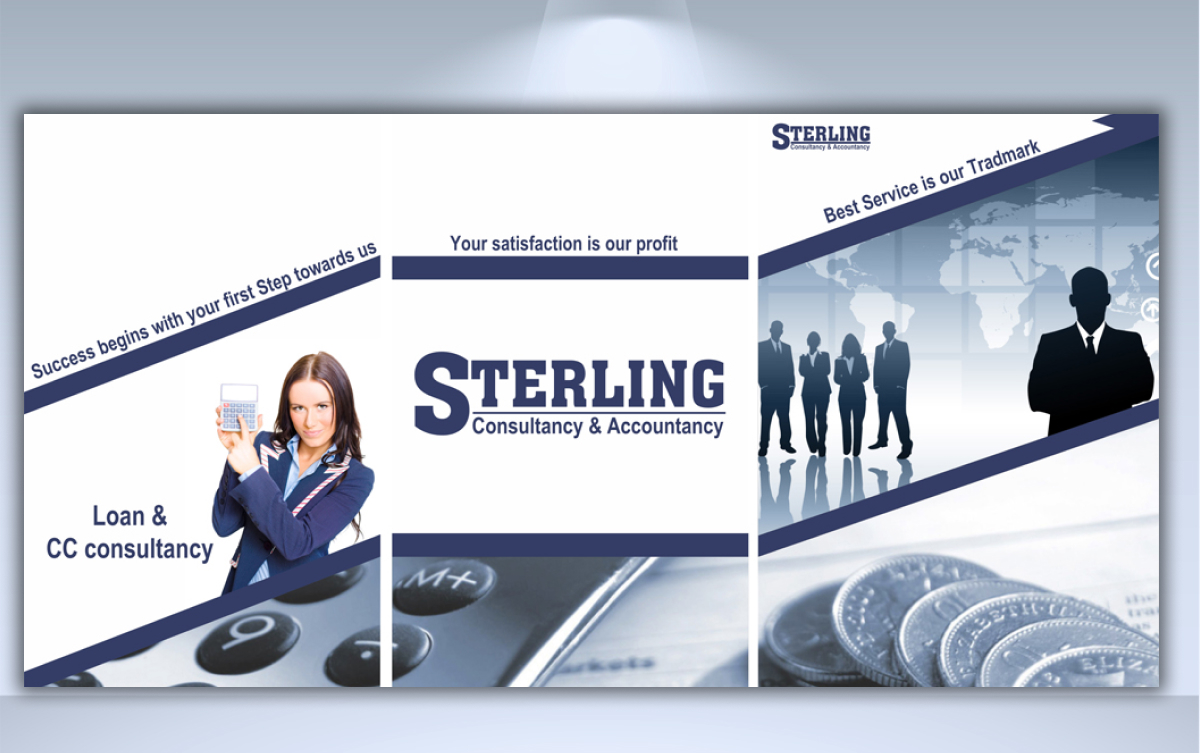 Success begins with your first Step towards us
Loan &
CC consultancy
9
÷
Your satisfaction is our profit
STERLING
Consultancy & Accountancy
M+
STERLING
Consultancy & Accountancy
Best Service is our Tradmark